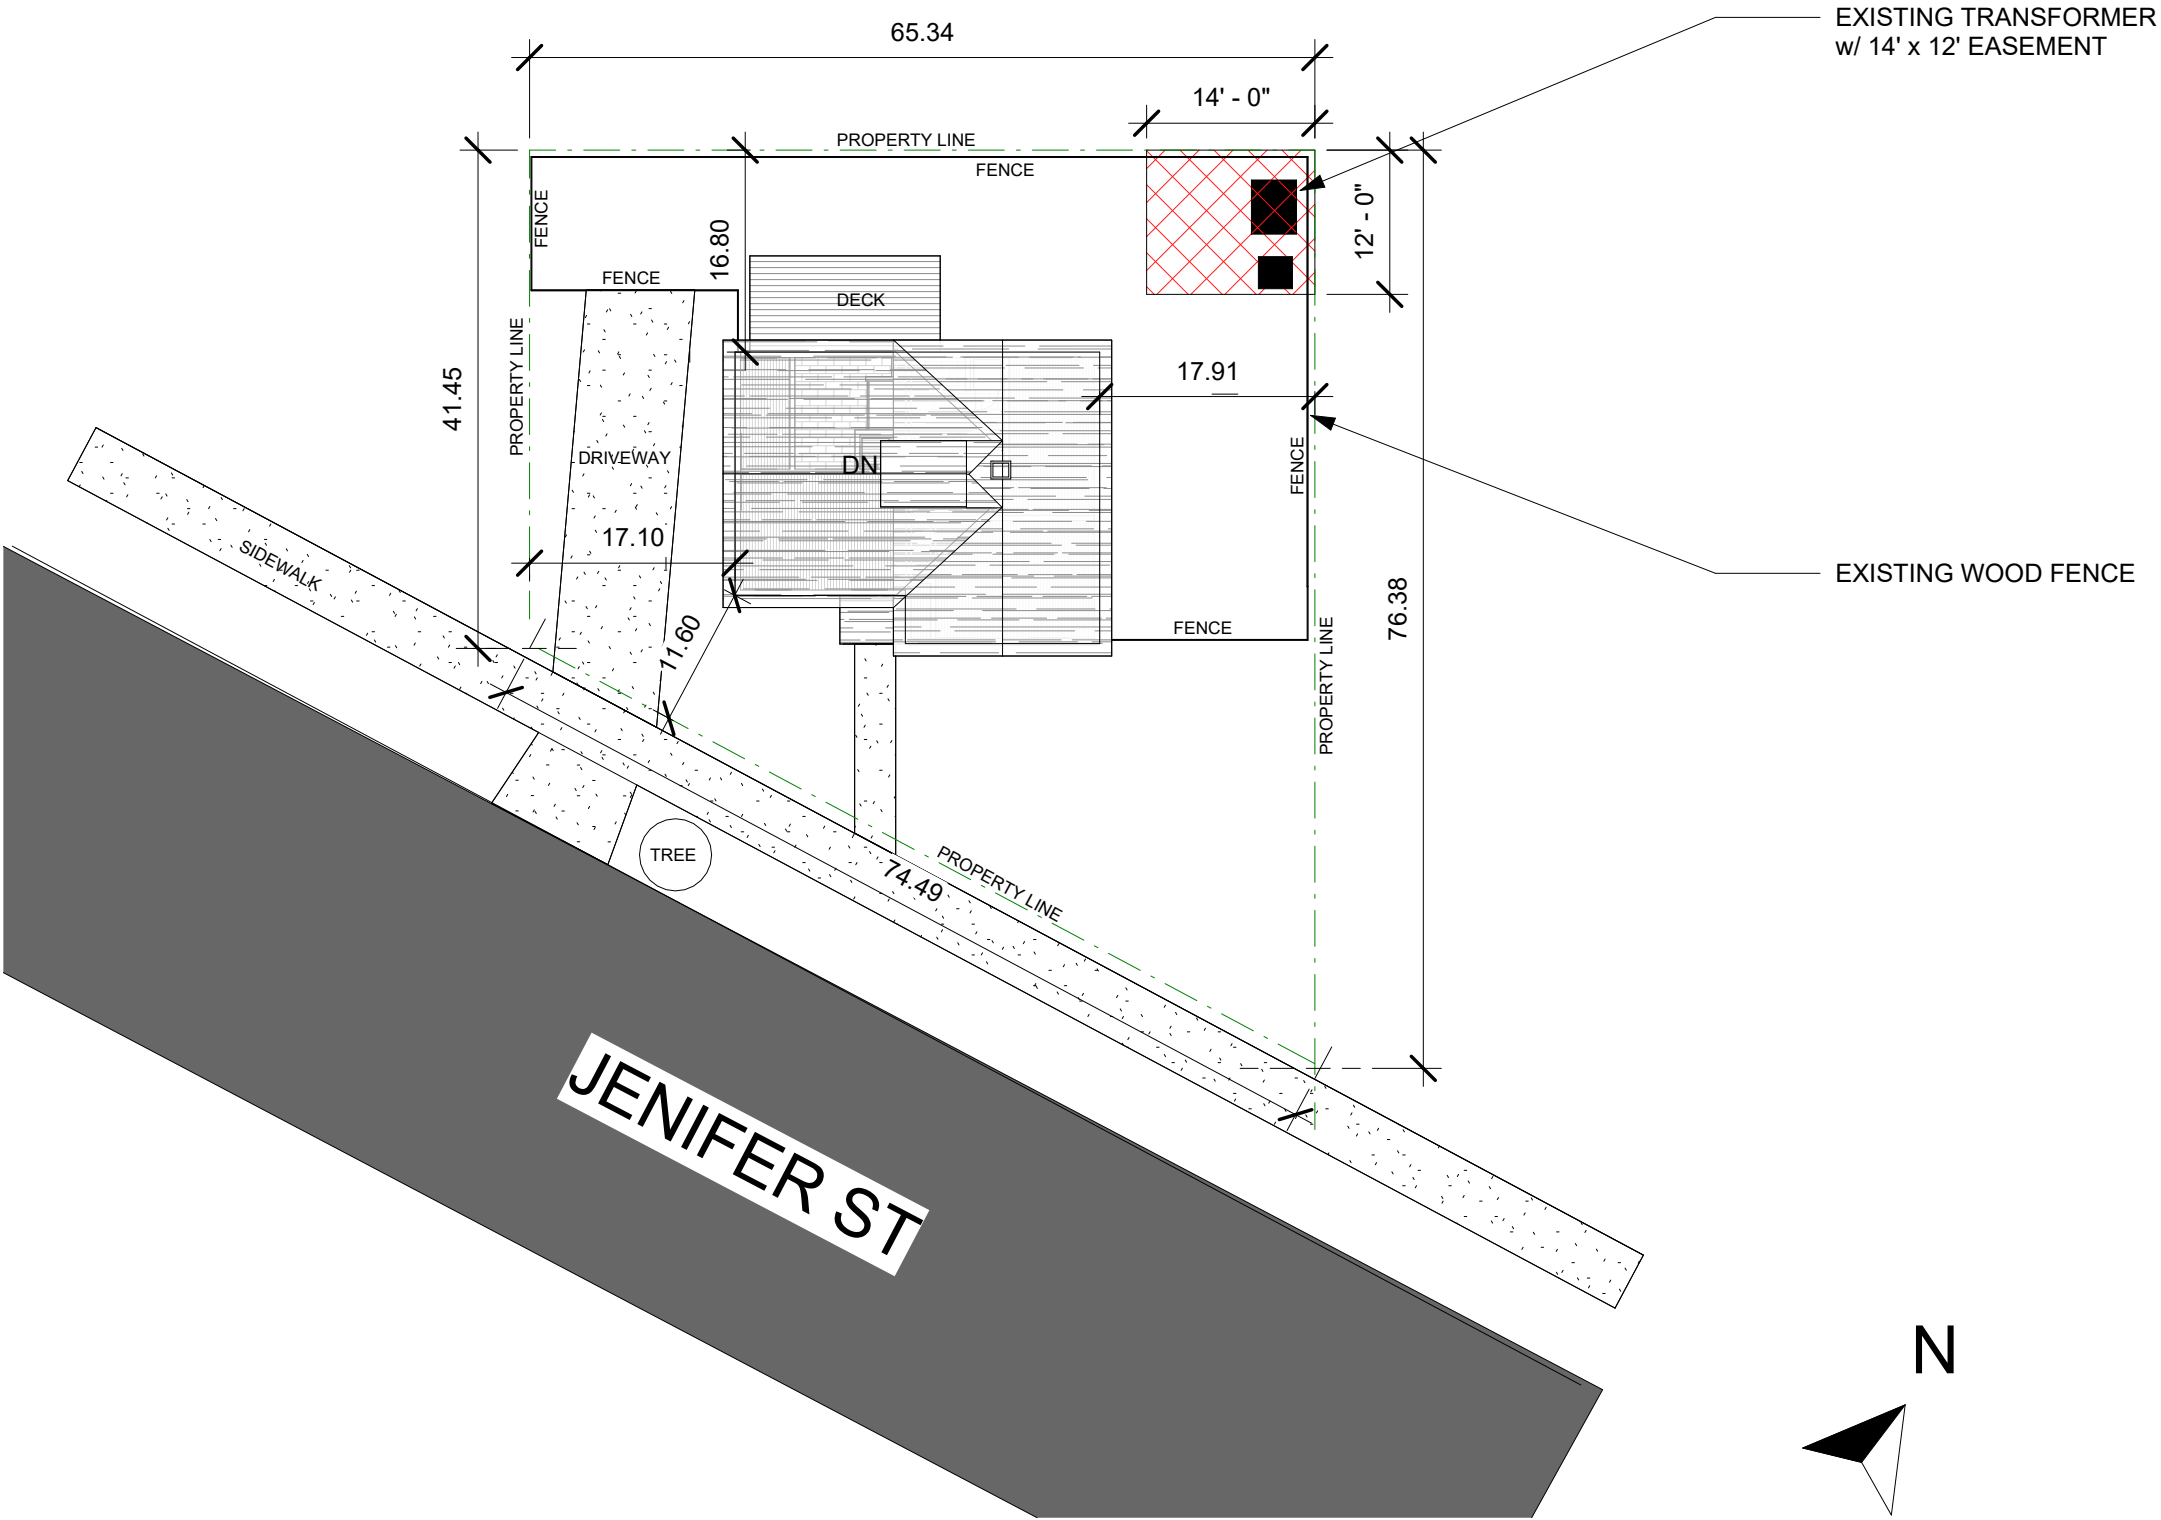 EXISTING TRANSFORMER
w/ 14' x 12' EASEMENT
65.34
14' - 0"
PROPERTY LINE
FENCE
FENCE
12' - 0"
16.80
FENCE
DECK
PROPERTY LINE
41.45
17.91
DRIVEWAY
DN
FENCE
17.10
SIDEWALK
EXISTING WOOD FENCE
76.38
11.60
FENCE
PROPERTY LINE
TREE
PROPERTY LINE
74.49
JENIFER ST
N